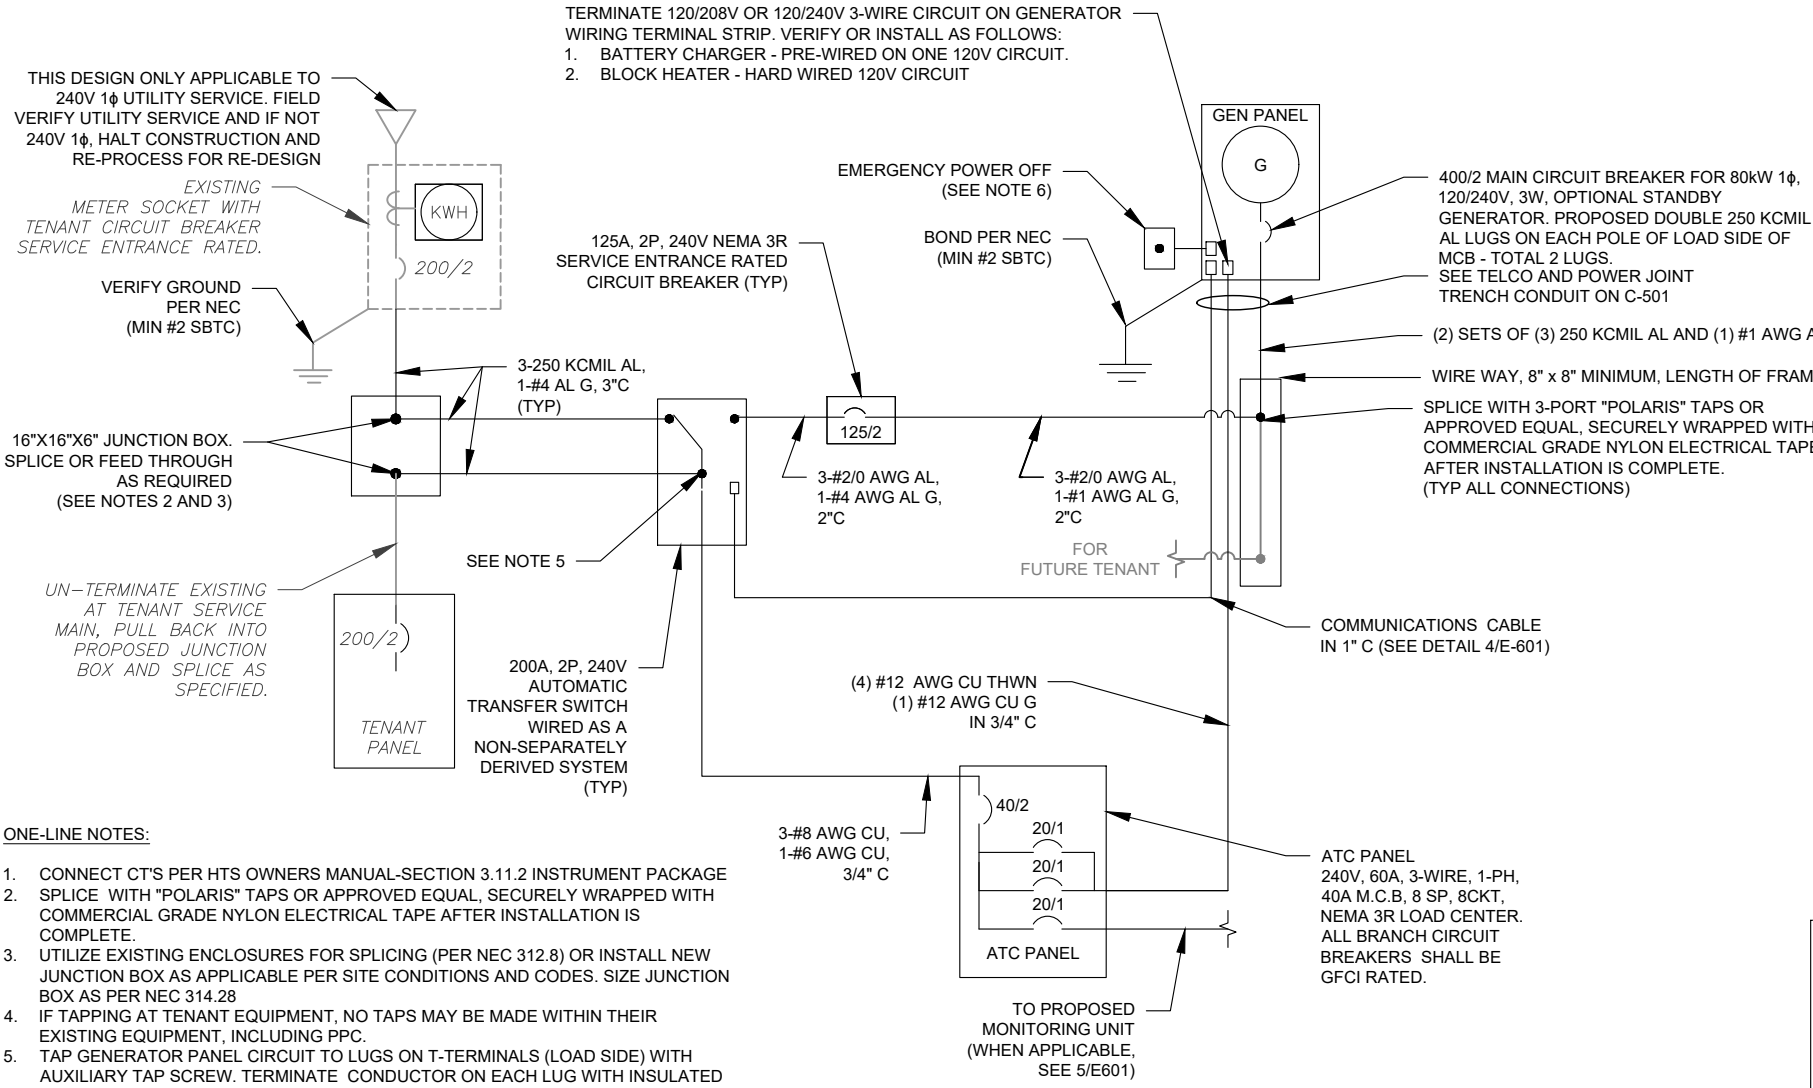 TERMINATE 120/208V OR 120/240V 3-WIRE CIRCUIT ON GENERATOR
WIRING TERMINAL STRIP. VERIFY OR INSTALL AS FOLLOWS:
1. BATTERY CHARGER - PRE-WIRED ON ONE 120V CIRCUIT.
2. BLOCK HEATER - HARD WIRED 120V CIRCUIT
THIS DESIGN ONLY APPLICABLE TO
240V 1ϕ UTILITY SERVICE. FIELD
VERIFY UTILITY SERVICE AND IF NOT
240V 1ϕ, HALT CONSTRUCTION AND
RE-PROCESS FOR RE-DESIGN
EXISTING
METER SOCKET WITH
TENANT CIRCUIT BREAKER
SERVICE ENTRANCE RATED.
KWH
200/2
VERIFY GROUND
PER NEC
(MIN #2 SBTC)
3-250 KCMIL AL,
1-#4 AL G, 3"C
(TYP)
16"X16"X6" JUNCTION BOX.
SPLICE OR FEED THROUGH
AS REQUIRED
(SEE NOTES 2 AND 3)
SEE NOTE 5
UN-TERMINATE EXISTING
AT TENANT SERVICE
MAIN, PULL BACK INTO
PROPOSED JUNCTION
BOX AND SPLICE AS
SPECIFIED.
200/2
TENANT
PANEL
200A, 2P, 240V
AUTOMATIC
TRANSFER SWITCH
WIRED AS A
NON-SEPARATELY
DERIVED SYSTEM
(TYP)
125A, 2P, 240V NEMA 3R
SERVICE ENTRANCE RATED
CIRCUIT BREAKER (TYP)
125/2
3-#2/0 AWG AL,
1-#4 AWG AL G,
2"C
3-#2/0 AWG AL,
1-#1 AWG AL G,
2"C
EMERGENCY POWER OFF
(SEE NOTE 6)
BOND PER NEC
(MIN #2 SBTC)
GEN PANEL
G
400/2 MAIN CIRCUIT BREAKER FOR 80kW 1ϕ,
120/240V, 3W, OPTIONAL STANDBY
GENERATOR. PROPOSED DOUBLE 250 KCMIL
AL LUGS ON EACH POLE OF LOAD SIDE OF
MCB - TOTAL 2 LUGS.
SEE TELCO AND POWER JOINT
TRENCH CONDUIT ON C-501
(2) SETS OF (3) 250 KCMIL AL AND (1) #1 AWG A
WIRE WAY, 8" x 8" MINIMUM, LENGTH OF FRAM
SPLICE WITH 3-PORT "POLARIS" TAPS OR
APPROVED EQUAL, SECURELY WRAPPED WITH
COMMERCIAL GRADE NYLON ELECTRICAL TAPE
AFTER INSTALLATION IS COMPLETE.
(TYP ALL CONNECTIONS)
FOR
FUTURE TENANT
COMMUNICATIONS CABLE
IN 1" C (SEE DETAIL 4/E-601)
(4) #12 AWG CU THWN
(1) #12 AWG CU G
IN 3/4" C
3-#8 AWG CU,
1-#6 AWG CU,
3/4" C
40/2
20/1
20/1
20/1
ATC PANEL
ATC PANEL
240V, 60A, 3-WIRE, 1-PH,
40A M.C.B, 8 SP, 8CKT,
NEMA 3R LOAD CENTER.
ALL BRANCH CIRCUIT
BREAKERS SHALL BE
GFCI RATED.
TO PROPOSED
MONITORING UNIT
(WHEN APPLICABLE,
SEE 5/E601)
ONE-LINE NOTES:
1. CONNECT CT'S PER HTS OWNERS MANUAL-SECTION 3.11.2 INSTRUMENT PACKAGE
2. SPLICE WITH "POLARIS" TAPS OR APPROVED EQUAL, SECURELY WRAPPED WITH
COMMERCIAL GRADE NYLON ELECTRICAL TAPE AFTER INSTALLATION IS
COMPLETE.
3. UTILIZE EXISTING ENCLOSURES FOR SPLICING (PER NEC 312.8) OR INSTALL NEW
JUNCTION BOX AS APPLICABLE PER SITE CONDITIONS AND CODES. SIZE JUNCTION
BOX AS PER NEC 314.28
4. IF TAPPING AT TENANT EQUIPMENT, NO TAPS MAY BE MADE WITHIN THEIR
EXISTING EQUIPMENT, INCLUDING PPC.
5. TAP GENERATOR PANEL CIRCUIT TO LUGS ON T-TERMINALS (LOAD SIDE) WITH
AUXILIARY TAP SCREW. TERMINATE CONDUCTOR ON EACH LUG WITH INSULATED